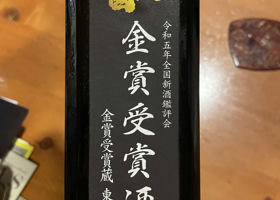 令和五年全国新酒鑑評会
金賞受賞酒
金賞受賞蔵 東